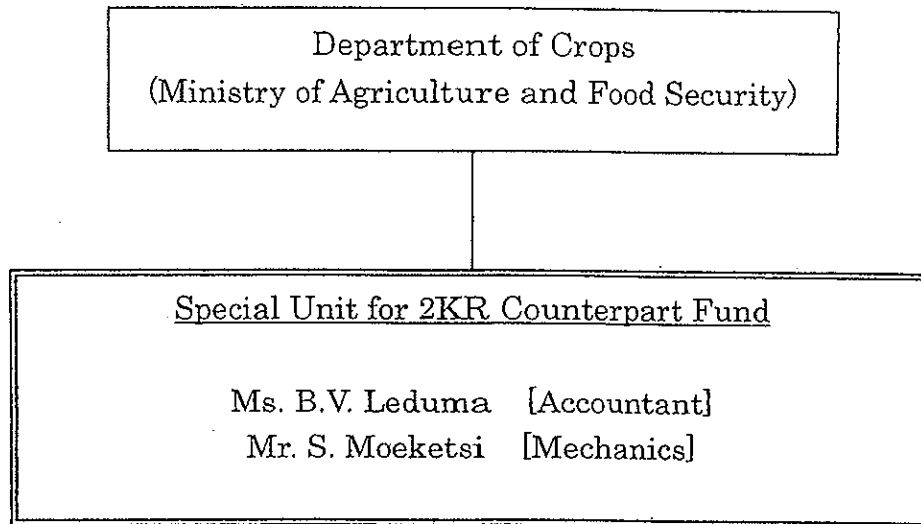 Department of Crops
(Ministry of Agriculture and Food Security)
Special Unit for 2KR Counterpart Fund
Ms. B.V. Leduma [Accountant]
Mr. S. Moeketsi [Mechanics]